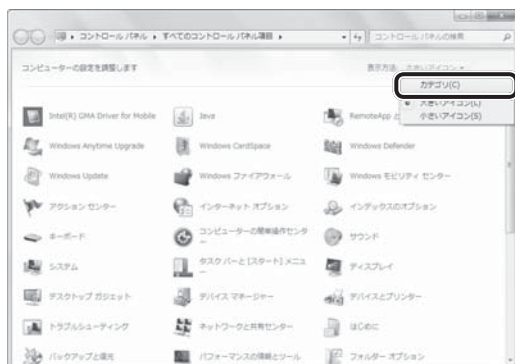 コントロール パネル ▸ すべてのコントロール パネル項目 ▸
コントロール パネルの検索
コンピューターの設定を調整します
表示方法: 大きいアイコン ▾
カテゴリ(C)
大きいアイコン(L)
小さいアイコン(S)
Intel(R) GMA Driver for Mobile
Java
RemoteApp と
Windows Anytime Upgrade
Windows CardSpace
Windows Defender
Windows Update
Windows ファイアウォール
Windows モビリティ センター
アクション センター
インターネット オプション
インデックスのオプション
キーボード
コンピューターの簡単操作センタ
ー
サウンド
システム
タスク バーと [スタート] メニュ
ー
ディスプレイ
デスクトップ ガジェット
デバイス マネージャー
デバイスとプリンター
トラブルシューティング
ネットワークと共有センター
はじめに
バックアップと復元
パフォーマンスの情報とツール
フォルダー オプション